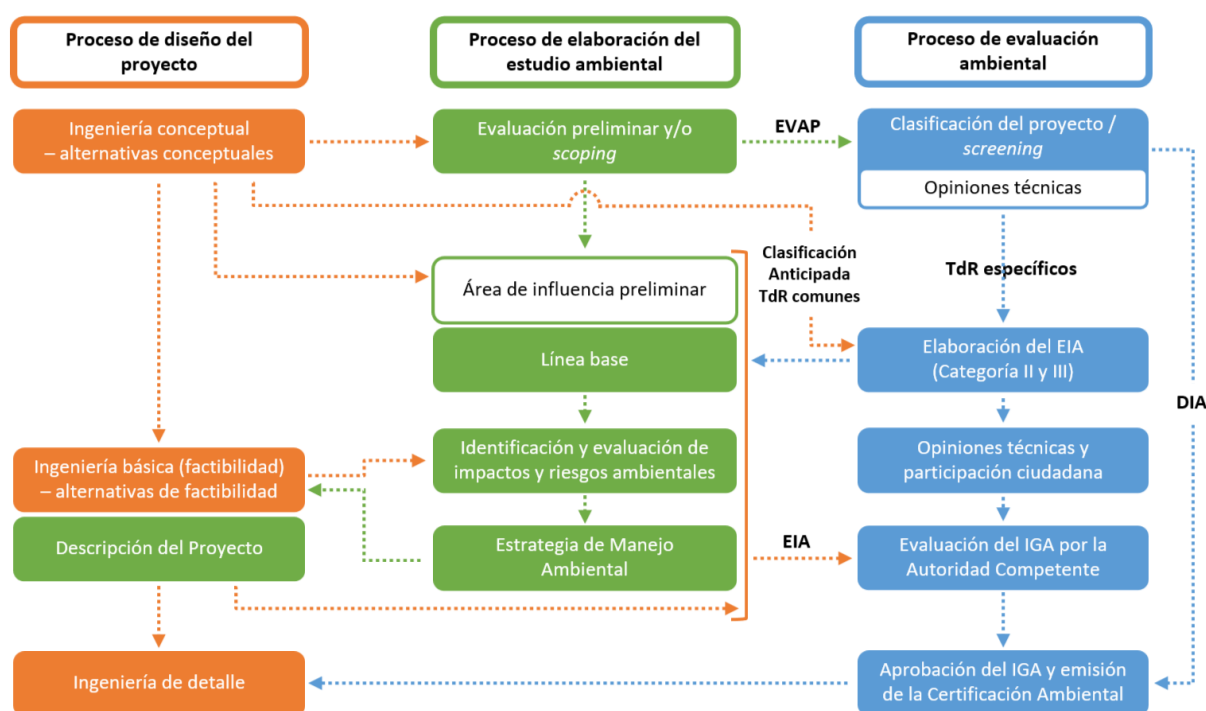 Proceso de diseño del
proyecto
Proceso de elaboración del
estudio ambiental
Proceso de evaluación
ambiental
Ingeniería conceptual
– alternativas conceptuales
Evaluación preliminar y/o
scoping
EVAP
Clasificación del proyecto /
screening
Opiniones técnicas
Área de influencia preliminar
Clasificación
Anticipada
TdR comunes
TdR específicos
Línea base
Elaboración del EIA
(Categoría II y III)
DIA
Ingeniería básica (factibilidad)
– alternativas de factibilidad
Identificación y evaluación de
impactos y riesgos ambientales
Opiniones técnicas y
participación ciudadana
Descripción del Proyecto
Estrategia de Manejo
Ambiental
EIA
Evaluación del IGA por la
Autoridad Competente
Ingeniería de detalle
Aprobación del IGA y emisión
de la Certificación Ambiental